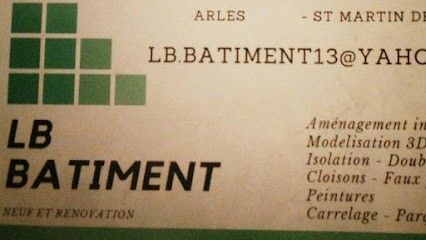 ARLES - ST MARTIN DE
LB.BATIMENT13@YAHO
LB
BATIMENT
NEUF ET RENOVATION
Aménagement in
Modelisation 3D
Isolation - Doub
Cloisons - Faux
Peintures
Carrelage - Parq